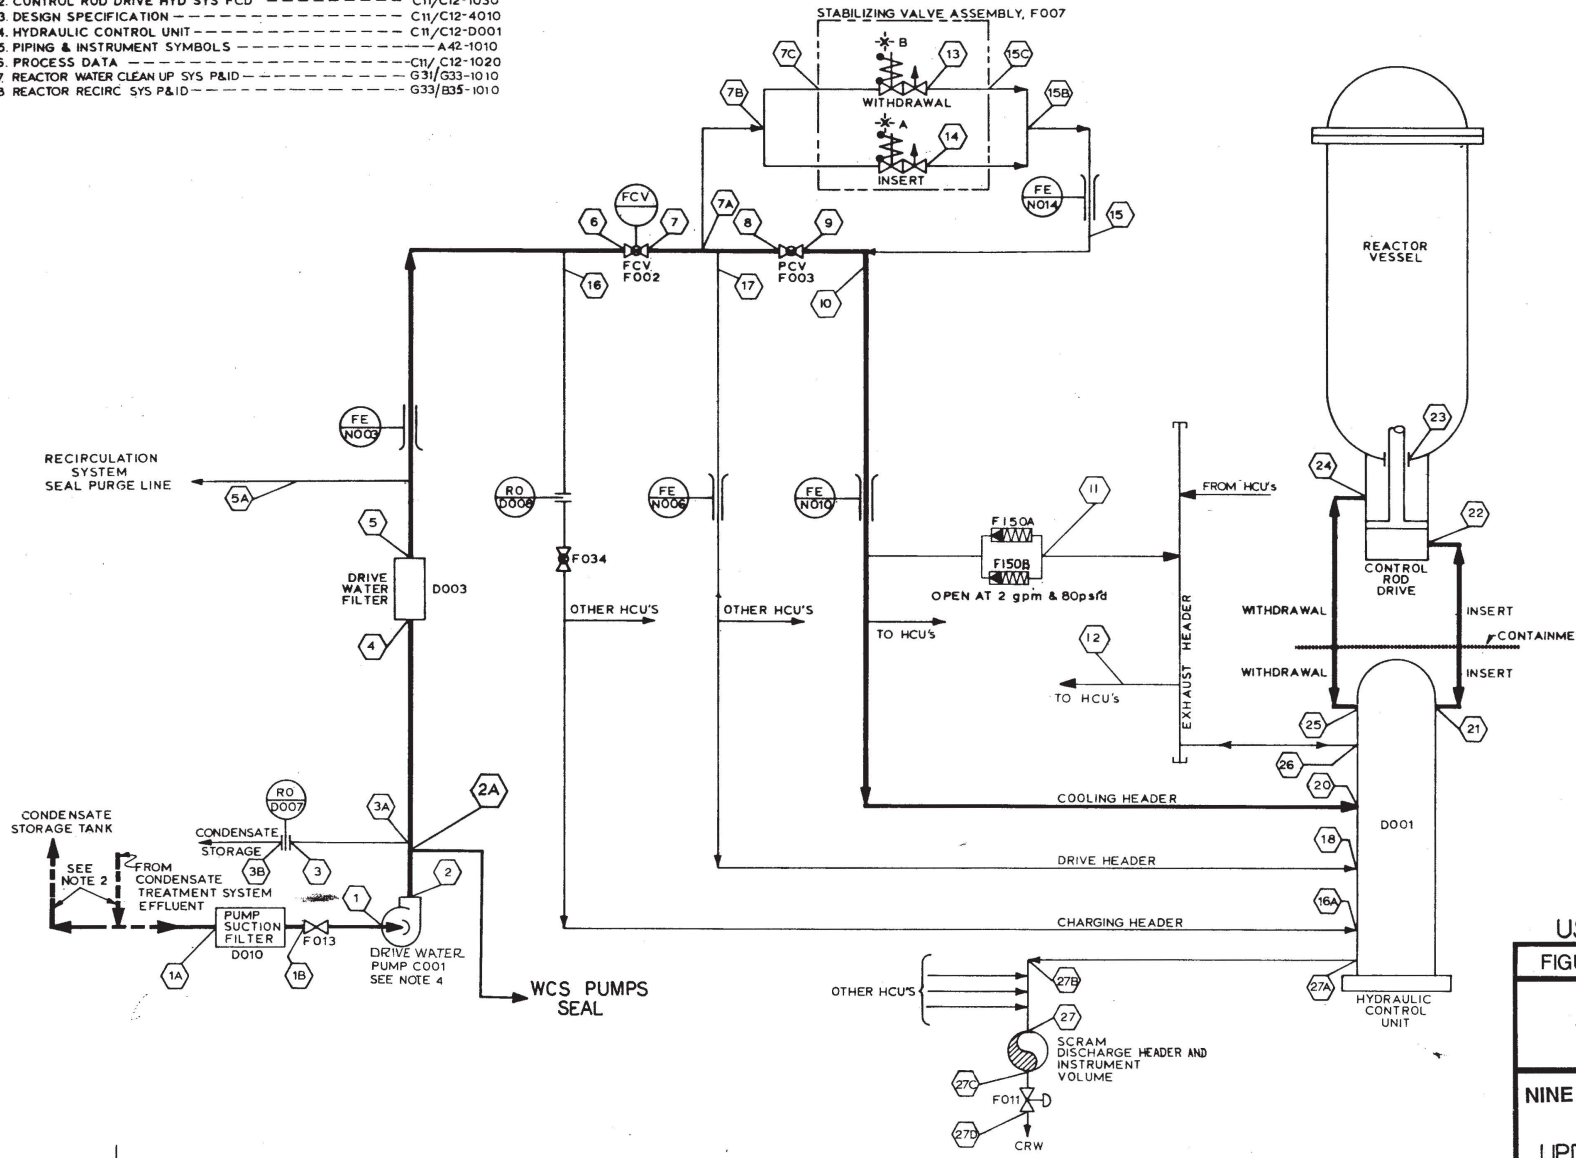 2. CONTROL ROD DRIVE HYD SYS FCD C11/C12-1030
3. DESIGN SPECIFICATION C11/C12-4010
4. HYDRAULIC CONTROL UNIT C11/C12-D001
5. PIPING & INSTRUMENT SYMBOLS A42-1010
6. PROCESS DATA C11/C12-1020
7. REACTOR WATER CLEAN UP SYS P&ID G31/G33-1010
8 REACTOR RECIRC SYS P&ID G33/B35-1010
STABILIZING VALVE ASSEMBLY, F007
B
7C
13
15C
WITHDRAWAL
7B
15B
A
14
INSERT
FE
N014
15
FCV
6
7
7A
8
9
FCV
F002
PCV
F003
16
17
10
REACTOR
VESSEL
FE
N003
RECIRCULATION
SYSTEM
SEAL PURGE LINE
5A
RO
D008
FE
N006
FE
N010
11
FROM HCU's
23
24
22
5
F034
F150A
F150B
OPEN AT 2 gpm & 80psid
DRIVE
WATER
FILTER
D003
CONTROL
ROD
DRIVE
4
OTHER HCU'S
OTHER HCU'S
TO HCU's
12
TO HCU's
EXHAUST HEADER
WITHDRAWAL
INSERT
CONTAINME
WITHDRAWAL
INSERT
25
21
26
20
COOLING HEADER
D001
RO
D007
3A
2A
CONDENSATE
STORAGE TANK
CONDENSATE
STORAGE
3B
3
SEE
NOTE 2
FROM
CONDENSATE
TREATMENT SYSTEM
EFFLUENT
DRIVE HEADER
18
1
2
16A
PUMP
SUCTION
FILTER
D010
F013
CHARGING HEADER
1A
1B
DRIVE WATER
PUMP C001
SEE NOTE 4
WCS PUMPS
SEAL
OTHER HCU'S
27B
27A
HYDRAULIC
CONTROL
UNIT
27
SCRAM
DISCHARGE HEADER AND
INSTRUMENT
VOLUME
27C
F011
27D
CRW
US
FIGU
NINE
UPD